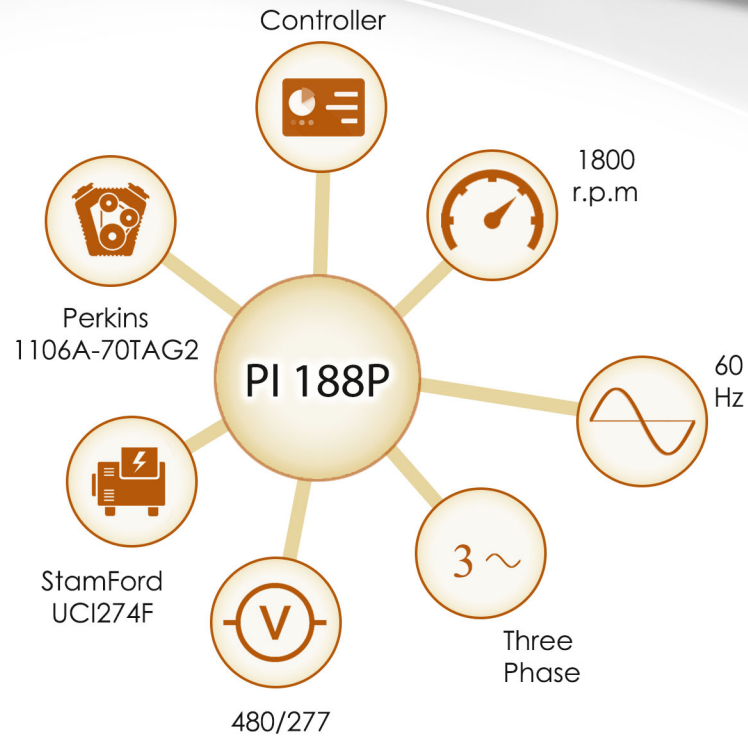 Controller
1800
r.p.m
Perkins
1106A-70TAG2
PI 188P
60
Hz
StamFord
UCI274F
V
3 ~
Three
Phase
480/277